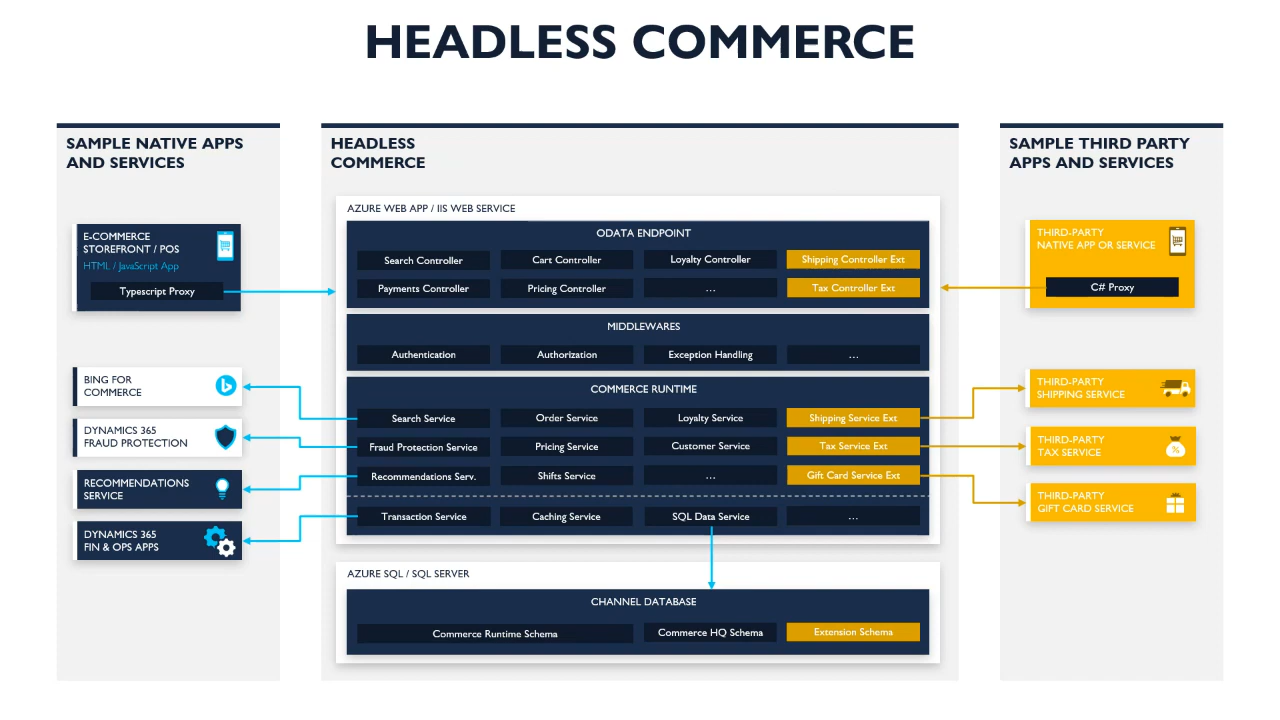 HEADLESS COMMERCE
SAMPLE NATIVE APPS
AND SERVICES
E-COMMERCE
STOREFRONT / POS
HTML / JavaScript App
Typescript Proxy
BING FOR
COMMERCE
DYNAMICS 365
FRAUD PROTECTION
RECOMMENDATIONS
SERVICE
DYNAMICS 365
FIN & OPS APPS
HEADLESS
COMMERCE
AZURE WEB APP / IIS WEB SERVICE
ODATA ENDPOINT
Search Controller
Cart Controller
Loyalty Controller
Shipping Controller Ext
Payments Controller
Pricing Controller
...
Tax Controller Ext
MIDDLEWARES
Authentication
Authorization
Exception Handling
...
COMMERCE RUNTIME
Search Service
Order Service
Loyalty Service
Shipping Service Ext
Fraud Protection Service
Pricing Service
Customer Service
Tax Service Ext
Recommendations Serv.
Shifts Service
...
Gift Card Service Ext
Transaction Service
Caching Service
SQL Data Service
...
AZURE SQL / SQL SERVER
CHANNEL DATABASE
Commerce Runtime Schema
Commerce HQ Schema
Extension Schema
SAMPLE THIRD PARTY
APPS AND SERVICES
THIRD-PARTY
NATIVE APP OR SERVICE
C# Proxy
THIRD-PARTY
SHIPPING SERVICE
THIRD-PARTY
TAX SERVICE
%
THIRD-PARTY
GIFT CARD SERVICE